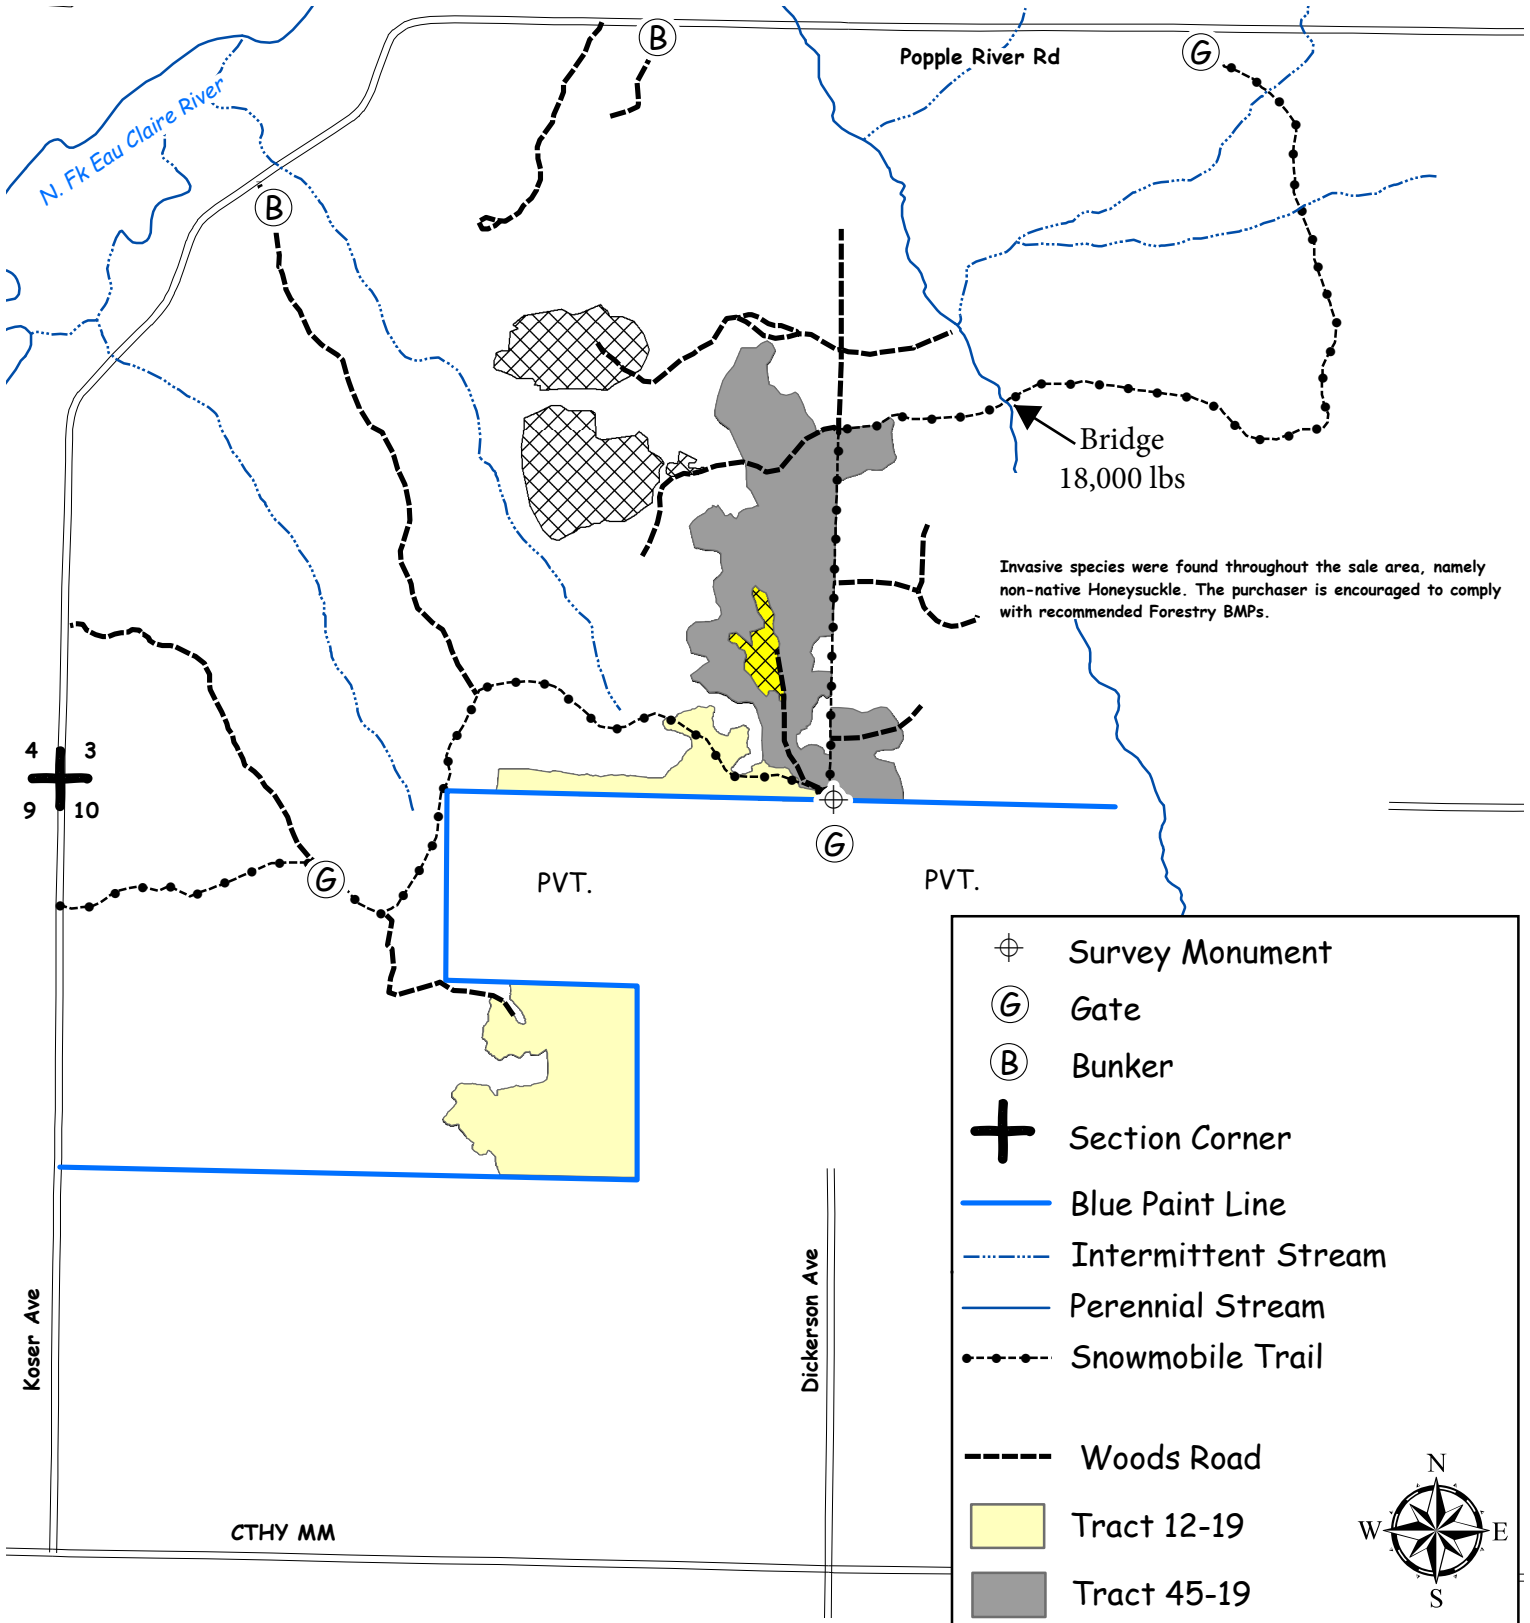 B
Popple River Rd
G
N. Fk Eau Claire River
B
Bridge
18,000 lbs
Invasive species were found throughout the sale area, namely
non-native Honeysuckle. The purchaser is encouraged to comply
with recommended Forestry BMPs.
4 3
9 10
G
G
PVT.
PVT.
Survey Monument
G Gate
B Bunker
Section Corner
Blue Paint Line
Intermittent Stream
Perennial Stream
Snowmobile Trail
Woods Road
Tract 12-19
Tract 45-19
N
W E
S
Koser Ave
Dickerson Ave
CTHY MM